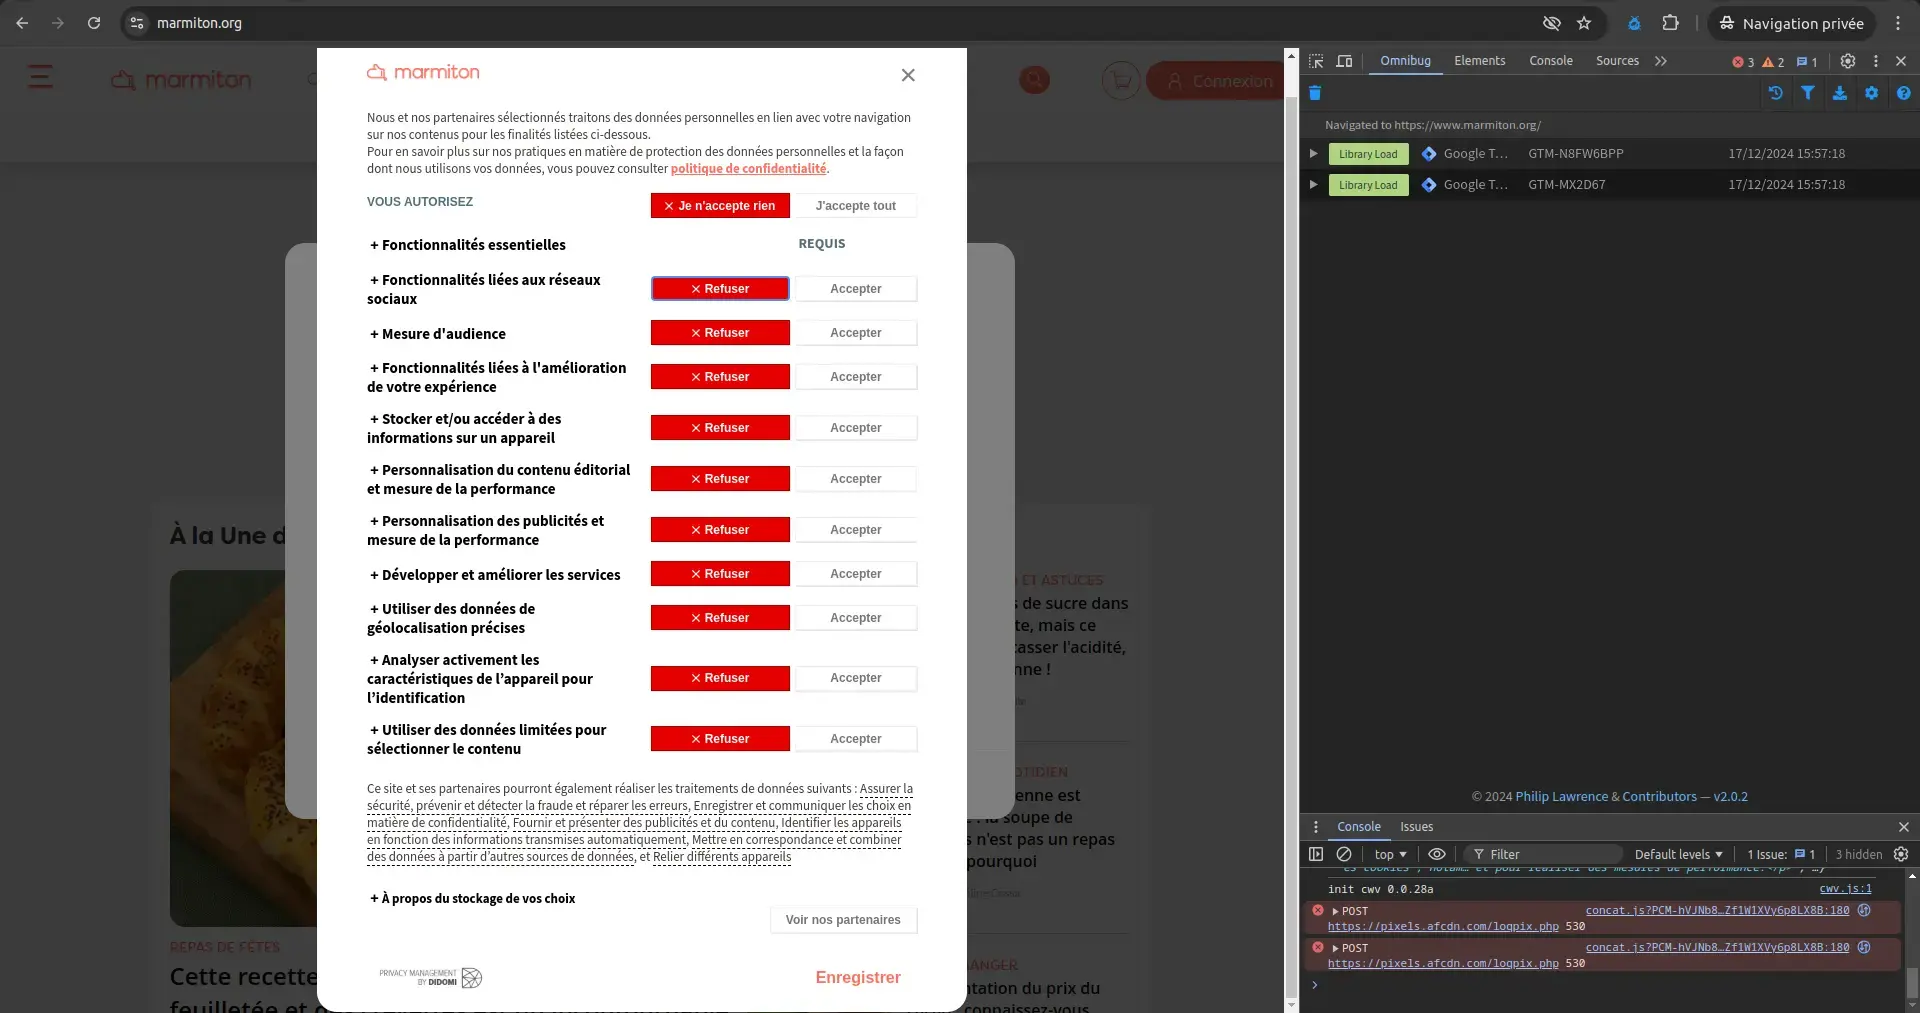 marmiton.org
Navigation privée
marmiton
Connexion
À la Une d
REPAS DE FÊTES
Cette recette
feuilletée et d
ET ASTUCES
s de sucre dans
te, mais ce
casser l'acidité,
nne !
OTIDIEN
enne est
la soupe de
n'est pas un repas
pourquoi
ANGER
ntation du prix du
connaissez-vous
marmiton
Nous et nos partenaires sélectionnés traitons des données personnelles en lien avec votre navigation
sur nos contenus pour les finalités listées ci-dessous.
Pour en savoir plus sur nos pratiques en matière de protection des données personnelles et la façon
dont nous utilisons vos données, vous pouvez consulter politique de confidentialité.
VOUS AUTORISEZ
✕ Je n'accepte rien
J'accepte tout
+ Fonctionnalités essentielles
REQUIS
+ Fonctionnalités liées aux réseaux
sociaux
✕ Refuser
Accepter
+ Mesure d'audience
✕ Refuser
Accepter
+ Fonctionnalités liées à l'amélioration
de votre expérience
✕ Refuser
Accepter
+ Stocker et/ou accéder à des
informations sur un appareil
✕ Refuser
Accepter
+ Personnalisation du contenu éditorial
et mesure de la performance
✕ Refuser
Accepter
+ Personnalisation des publicités et
mesure de la performance
✕ Refuser
Accepter
+ Développer et améliorer les services
✕ Refuser
Accepter
+ Utiliser des données de
géolocalisation précises
✕ Refuser
Accepter
+ Analyser activement les
caractéristiques de l’appareil pour
l’identification
✕ Refuser
Accepter
+ Utiliser des données limitées pour
sélectionner le contenu
✕ Refuser
Accepter
Ce site et ses partenaires pourront également réaliser les traitements de données suivants : Assurer la
sécurité, prévenir et détecter la fraude et réparer les erreurs, Enregistrer et communiquer les choix en
matière de confidentialité, Fournir et présenter des publicités et du contenu, Identifier les appareils
en fonction des informations transmises automatiquement, Mettre en correspondance et combiner
des données à partir d’autres sources de données, et Relier différents appareils
+ À propos du stockage de vos choix
Voir nos partenaires
PRIVACY MANAGEMENT
BY DIDOMI
Enregistrer
Omnibug Elements Console Sources 3 2 1
Navigated to https://www.marmiton.org/
Library Load Google T... GTM-N8FW6BPP 17/12/2024 15:57:18
Library Load Google T... GTM-MX2D67 17/12/2024 15:57:18
© 2024 Philip Lawrence & Contributors — v2.0.2
Console Issues
top Filter Default levels 1 Issue: 1 3 hidden
init cwv 0.0.28a cwv.js:1
POST concat.js?PCM-hVJNb8…Zf1W1XVy6p8LX8B:180
https://pixels.afcdn.com/logpix.php 530
POST concat.js?PCM-hVJNb8…Zf1W1XVy6p8LX8B:180
https://pixels.afcdn.com/logpix.php 530